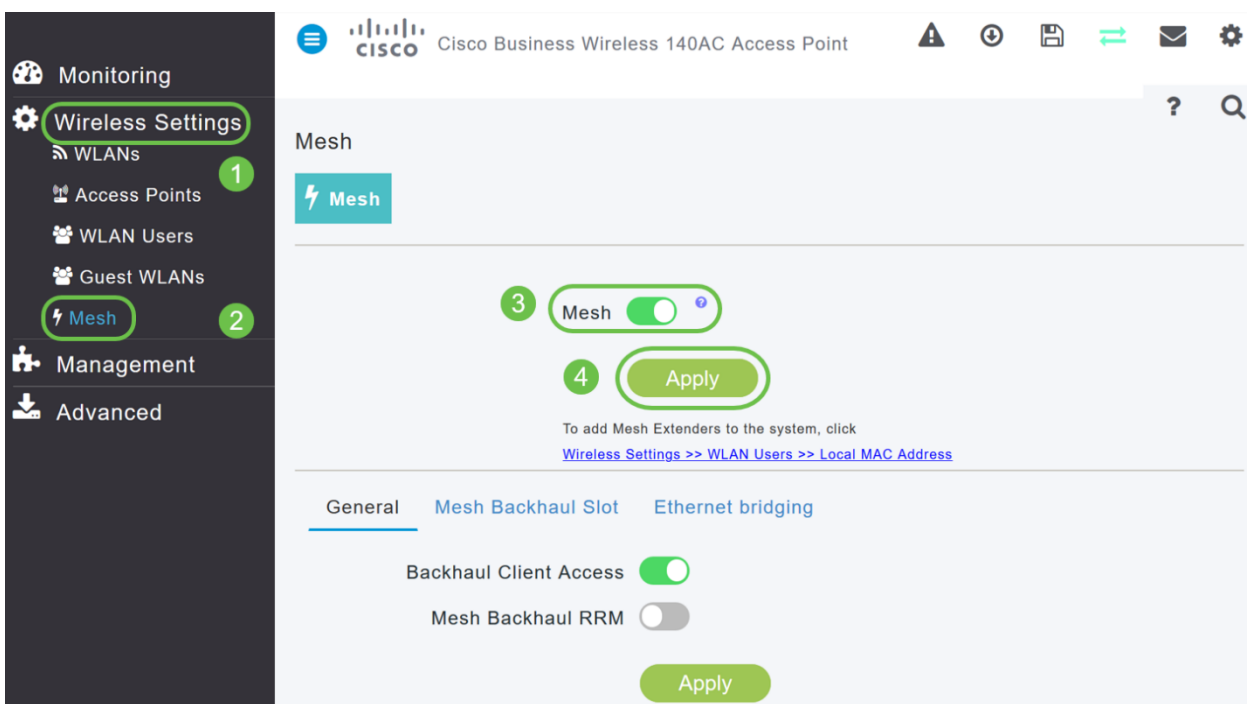 CISCO Cisco Business Wireless 140AC Access Point
?
Monitoring
Wireless Settings
WLANs
1
Access Points
WLAN Users
Guest WLANs
Mesh
2
Management
Advanced
Mesh
Mesh
3 Mesh ?
4 Apply
To add Mesh Extenders to the system, click
Wireless Settings >> WLAN Users >> Local MAC Address
General Mesh Backhaul Slot Ethernet bridging
Backhaul Client Access
Mesh Backhaul RRM
Apply